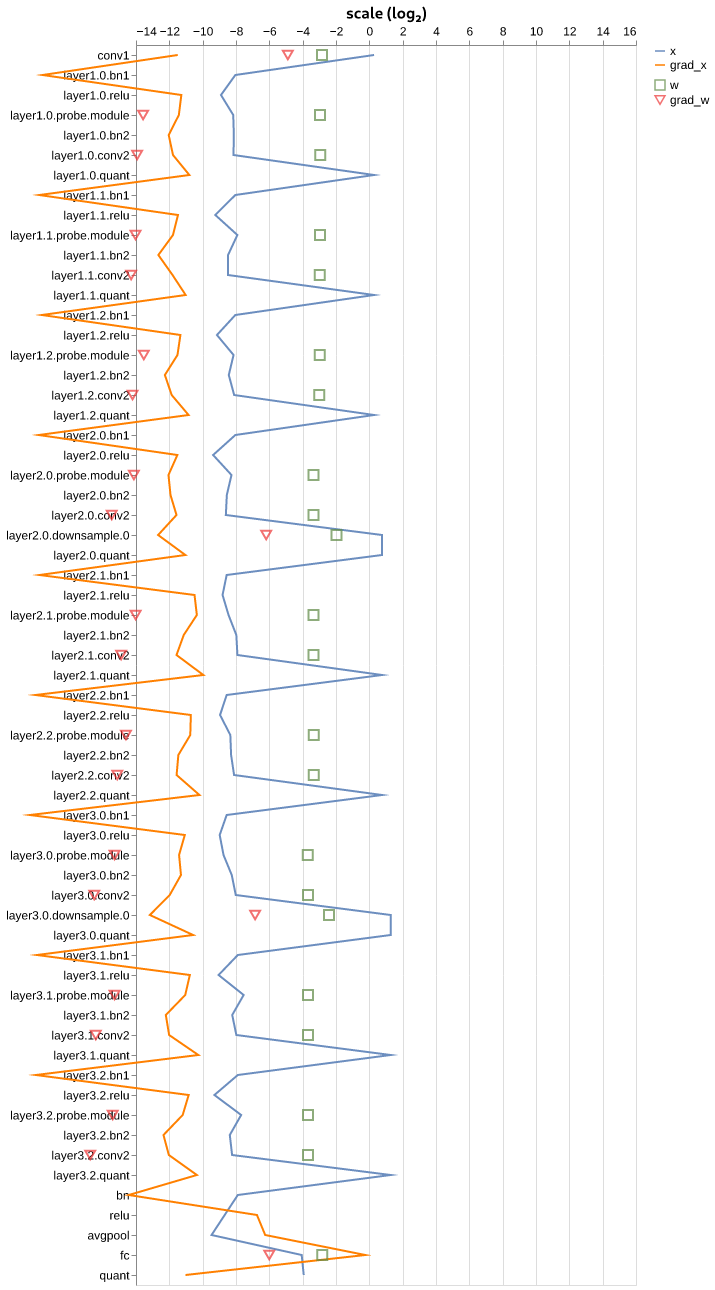 scale (log₂)
−14 −12 −10 −8 −6 −4 −2 0 2 4 6 8 10 12 14 16
x
grad_x
w
grad_w
conv1
layer1.0.bn1
layer1.0.relu
layer1.0.probe.module
layer1.0.bn2
layer1.0.conv2
layer1.0.quant
layer1.1.bn1
layer1.1.relu
layer1.1.probe.module
layer1.1.bn2
layer1.1.conv2
layer1.1.quant
layer1.2.bn1
layer1.2.relu
layer1.2.probe.module
layer1.2.bn2
layer1.2.conv2
layer1.2.quant
layer2.0.bn1
layer2.0.relu
layer2.0.probe.module
layer2.0.bn2
layer2.0.conv2
layer2.0.downsample.0
layer2.0.quant
layer2.1.bn1
layer2.1.relu
layer2.1.probe.module
layer2.1.bn2
layer2.1.conv2
layer2.1.quant
layer2.2.bn1
layer2.2.relu
layer2.2.probe.module
layer2.2.bn2
layer2.2.conv2
layer2.2.quant
layer3.0.bn1
layer3.0.relu
layer3.0.probe.module
layer3.0.bn2
layer3.0.conv2
layer3.0.downsample.0
layer3.0.quant
layer3.1.bn1
layer3.1.relu
layer3.1.probe.module
layer3.1.bn2
layer3.1.conv2
layer3.1.quant
layer3.2.bn1
layer3.2.relu
layer3.2.probe.module
layer3.2.bn2
layer3.2.conv2
layer3.2.quant
bn
relu
avgpool
fc
quant